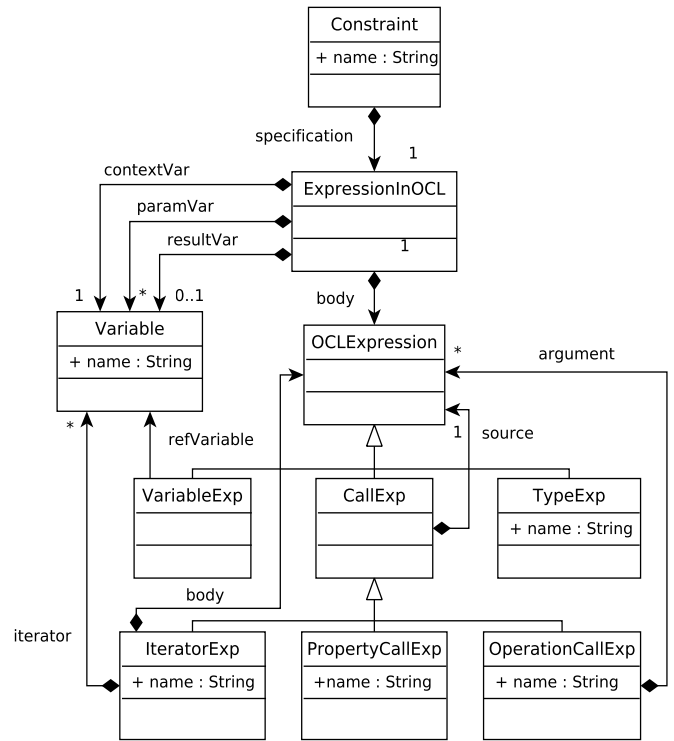 Constraint
+ name : String
specification
1
contextVar
ExpressionInOCL
paramVar
resultVar
1
1
*
0..1
body
Variable
OCLExpression
*
argument
+ name : String
*
refVariable
1
source
VariableExp
CallExp
TypeExp
+ name : String
body
iterator
IteratorExp
PropertyCallExp
OperationCallExp
+ name : String
+name : String
+ name : String